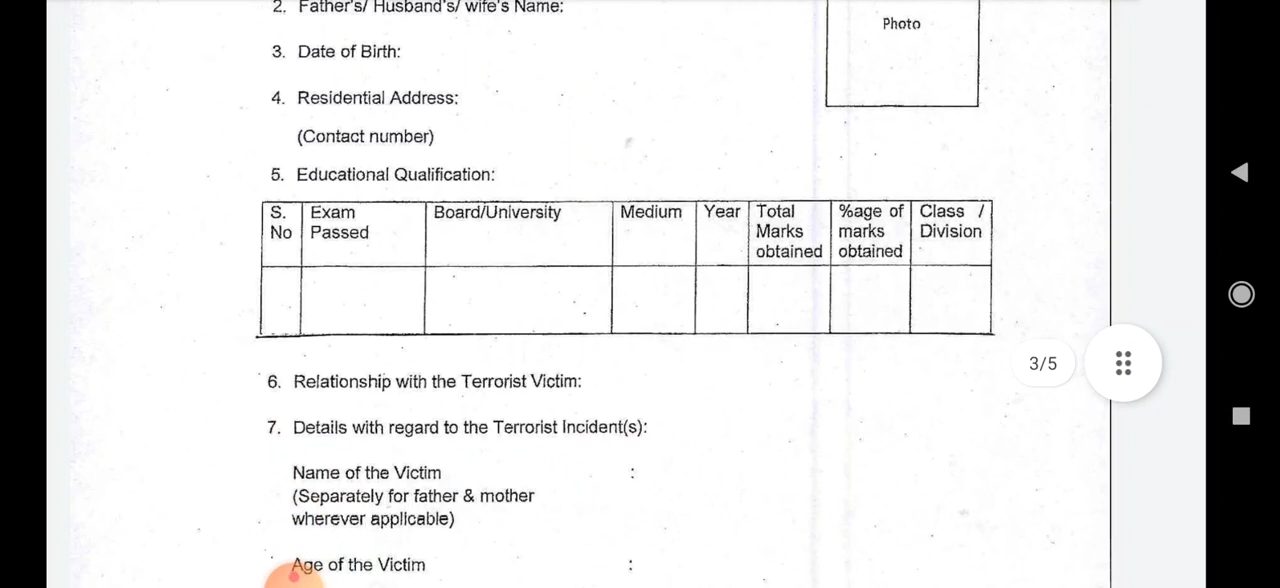 2. Father's/ Husband's/ wife's Name:
Photo
3. Date of Birth:
4. Residential Address:
(Contact number)
5. Educational Qualification:
S. No
Exam Passed
Board/University
Medium
Year
Total Marks obtained
%age of marks obtained
Class / Division
3/5
6. Relationship with the Terrorist Victim:
7. Details with regard to the Terrorist Incident(s):
Name of the Victim :
(Separately for father & mother
wherever applicable)
Age of the Victim :